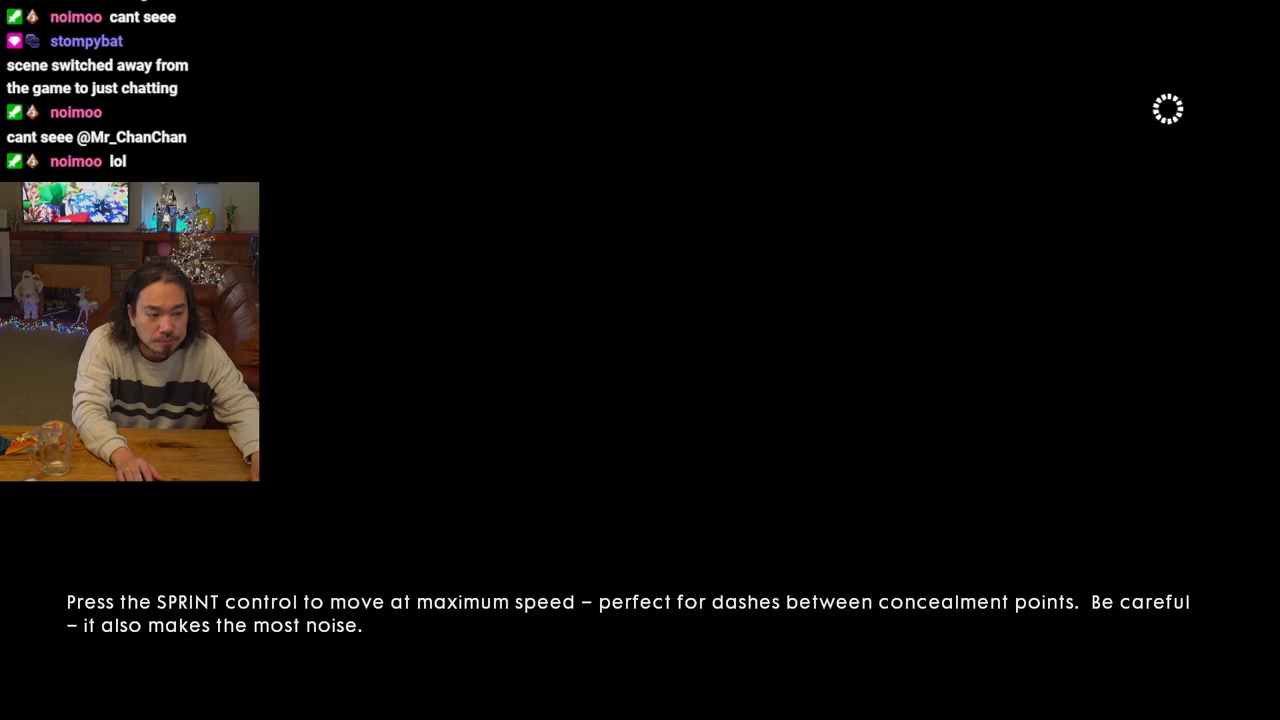 noimoo cant seee
stompybat
scene switched away from
the game to just chatting
noimoo
cant seee @Mr_ChanChan
noimoo lol
Press the SPRINT control to move at maximum speed – perfect for dashes between concealment points.  Be careful
– it also makes the most noise.